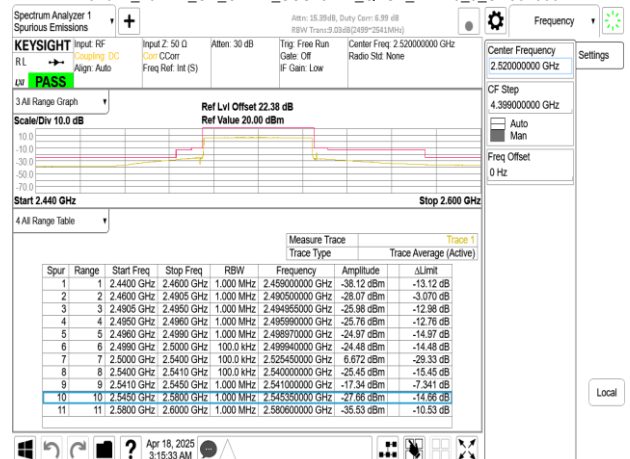 Spectrum Analyzer 1
Spurious Emissions
Attn: 15.39dB, Duty Corr: 6.99 dB
RBW Trans:9.03dB(2499~2541MHz)
Frequency
KEYSIGHT
Input: RF
Coupling: DC
Align: Auto
Input Z: 50 Ω
Corr CCorr
Freq Ref: Int (S)
Atten: 30 dB
Trig: Free Run
Gate: Off
IF Gain: Low
Center Freq: 2.520000000 GHz
Radio Std: None
RL
LXI
PASS
Center Frequency
2.520000000 GHz
Settings
CF Step
4.399000000 GHz
Auto
Man
Freq Offset
0 Hz
Local
3 All Range Graph
Scale/Div 10.0 dB
Ref Lvl Offset 22.38 dB
Ref Value 20.00 dBm
10.0
-10.0
-30.0
-50.0
-70.0
Start 2.440 GHz
Stop 2.600 GHz
4 All Range Table
Measure Trace Trace 1
Trace Type Trace Average (Active)
Spur Range Start Freq Stop Freq RBW Frequency Amplitude ΔLimit
1 1 2.4400 GHz 2.4600 GHz 1.000 MHz 2.459000000 GHz -38.12 dBm -13.12 dB
2 2 2.4600 GHz 2.4905 GHz 1.000 MHz 2.490500000 GHz -28.07 dBm -3.070 dB
3 3 2.4905 GHz 2.4950 GHz 1.000 MHz 2.494955000 GHz -25.98 dBm -12.98 dB
4 4 2.4950 GHz 2.4960 GHz 1.000 MHz 2.495990000 GHz -25.76 dBm -12.76 dB
5 5 2.4960 GHz 2.4990 GHz 1.000 MHz 2.498970000 GHz -24.97 dBm -14.97 dB
6 6 2.4990 GHz 2.5000 GHz 100.0 kHz 2.499940000 GHz -24.48 dBm -14.48 dB
7 7 2.5000 GHz 2.5400 GHz 100.0 kHz 2.525450000 GHz 6.672 dBm -29.33 dB
8 8 2.5400 GHz 2.5410 GHz 100.0 kHz 2.540000000 GHz -25.45 dBm -15.45 dB
9 9 2.5410 GHz 2.5450 GHz 1.000 MHz 2.541000000 GHz -17.34 dBm -7.341 dB
10 10 2.5450 GHz 2.5800 GHz 1.000 MHz 2.545350000 GHz -27.66 dBm -14.66 dB
11 11 2.5800 GHz 2.6000 GHz 1.000 MHz 2.580600000 GHz -35.53 dBm -10.53 dB
Apr 18, 2025
3:15:33 AM